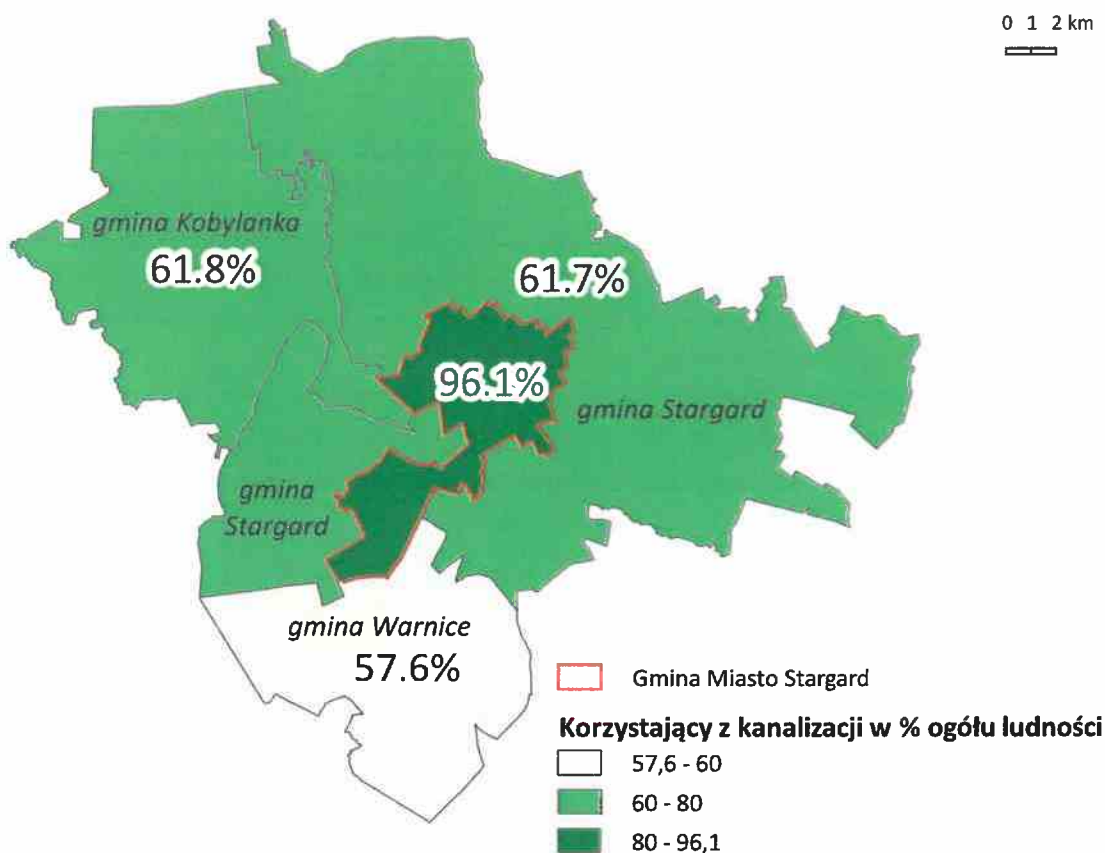 0 1 2 km
gmina Kobylanka
61.8%
61.7%
96.1%
gmina Stargard
gmina
Stargard
gmina Warnice
57.6%
Gmina Miasto Stargard
Korzystający z kanalizacji w % ogółu ludności
57,6 - 60
60 - 80
80 - 96,1